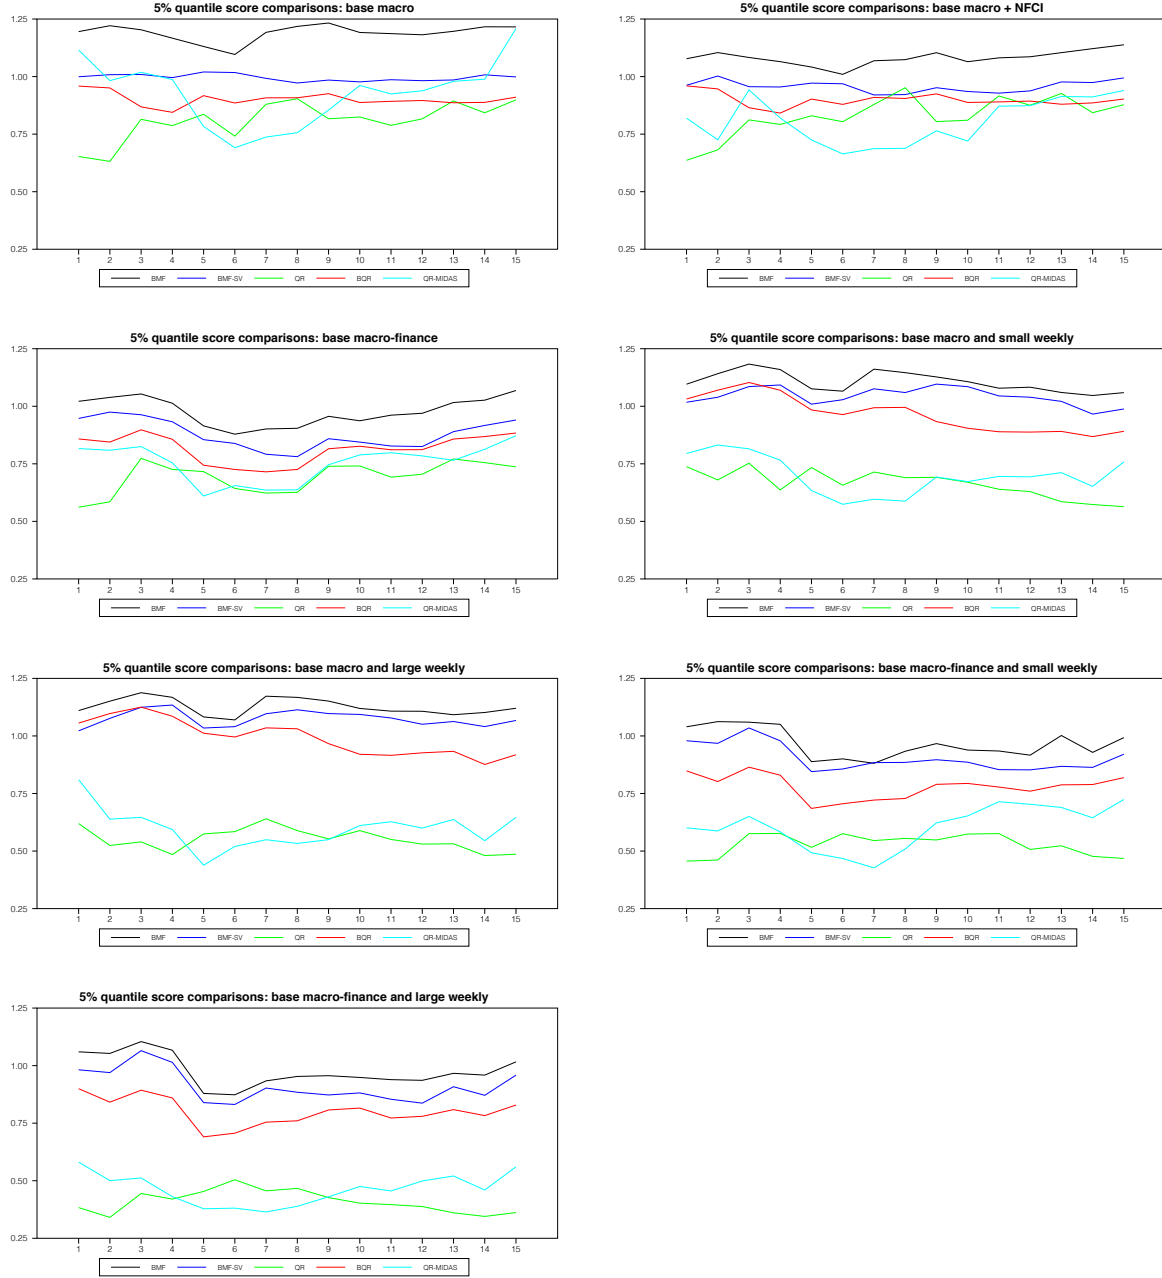 5% quantile score comparisons: base macro
1.25
1.00
0.75
0.50
0.25
1 2 3 4 5 6 7 8 9 10 11 12 13 14 15
BMF BMF-SV QR BQR QR-MIDAS
5% quantile score comparisons: base macro + NFCI
1.25
1.00
0.75
0.50
0.25
1 2 3 4 5 6 7 8 9 10 11 12 13 14 15
BMF BMF-SV QR BQR QR-MIDAS
5% quantile score comparisons: base macro-finance
1.25
1.00
0.75
0.50
0.25
1 2 3 4 5 6 7 8 9 10 11 12 13 14 15
BMF BMF-SV QR BQR QR-MIDAS
5% quantile score comparisons: base macro and small weekly
1.25
1.00
0.75
0.50
0.25
1 2 3 4 5 6 7 8 9 10 11 12 13 14 15
BMF BMF-SV QR BQR QR-MIDAS
5% quantile score comparisons: base macro and large weekly
1.25
1.00
0.75
0.50
0.25
1 2 3 4 5 6 7 8 9 10 11 12 13 14 15
BMF BMF-SV QR BQR QR-MIDAS
5% quantile score comparisons: base macro-finance and small weekly
1.25
1.00
0.75
0.50
0.25
1 2 3 4 5 6 7 8 9 10 11 12 13 14 15
BMF BMF-SV QR BQR QR-MIDAS
5% quantile score comparisons: base macro-finance and large weekly
1.25
1.00
0.75
0.50
0.25
1 2 3 4 5 6 7 8 9 10 11 12 13 14 15
BMF BMF-SV QR BQR QR-MIDAS